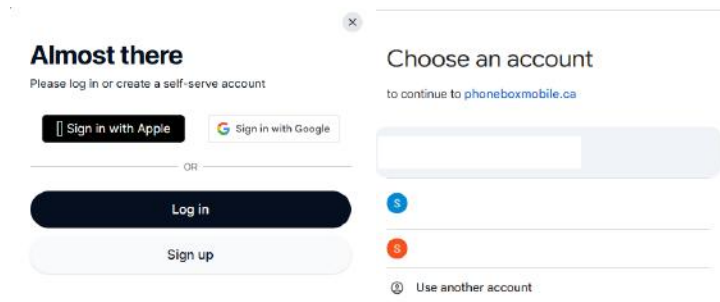 Almost there
Please log in or create a self-serve account
Sign in with Apple
Sign in with Google
OR
Log in
Sign up
Choose an account
to continue to phoneboxmobile.ca
S
S
Use another account